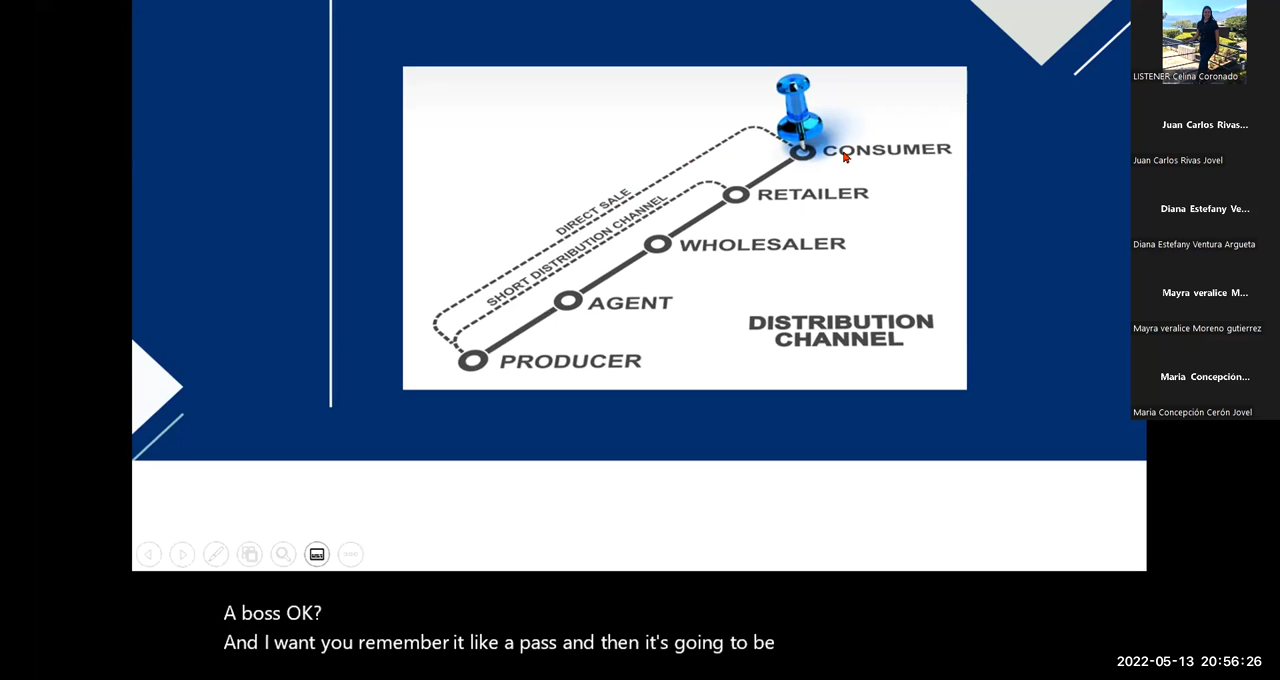 CONSUMER
RETAILER
DIRECT SALE
SHORT DISTRIBUTION CHANNEL
WHOLESALER
AGENT
DISTRIBUTION
CHANNEL
PRODUCER
LISTENER Celina Coronado
Juan Carlos Rivas...
Juan Carlos Rivas Jovel
Diana Estefany Ve...
Diana Estefany Ventura Argueta
Mayra veralice M...
Mayra veralice Moreno gutierrez
Maria Concepción...
Maria Concepción Cerón Jovel
A boss OK?
And I want you remember it like a pass and then it's going to be
2022-05-13 20:56:26